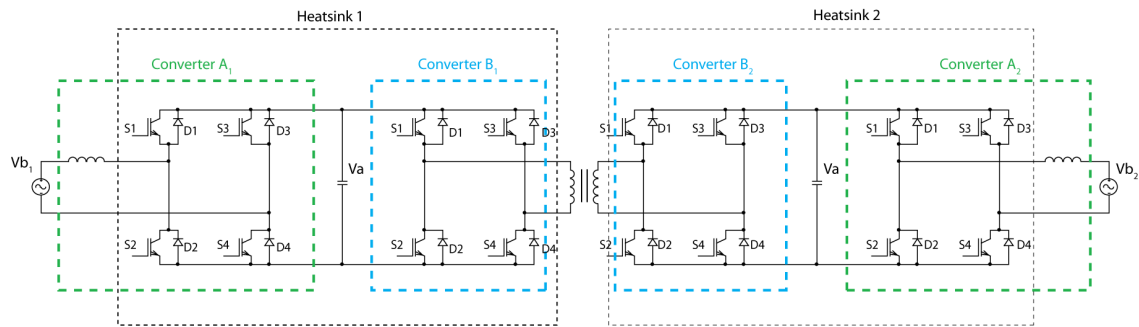 Heatsink 1
Heatsink 2
Converter A1
Converter B1
Converter B2
Converter A2
S1 D1 S3 D3 S1 D1 S3 D3 S1 D1 S3 D3 S1 D1 S3 D3
Vb1 Va Va Vb2
S2 D2 S4 D4 S2 D2 S4 D4 S2 D2 S4 D4 S2 D2 S4 D4